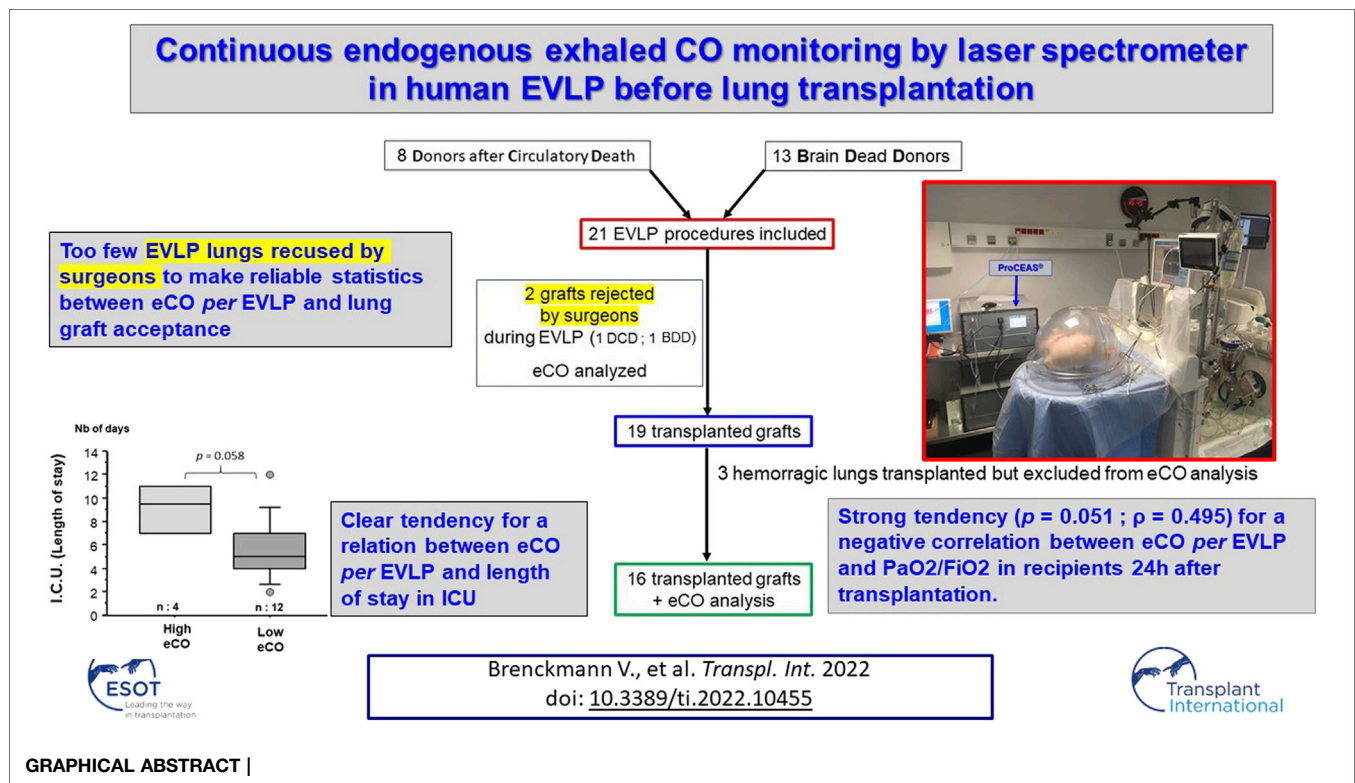 Continuous endogenous exhaled CO monitoring by laser spectrometer
in human EVLP before lung transplantation
8 Donors after Circulatory Death
13 Brain Dead Donors
21 EVLP procedures included
Too few EVLP lungs recused by
surgeons to make reliable statistics
between eCO per EVLP and lung
graft acceptance
2 grafts rejected
by surgeons
during EVLP (1 DCD ; 1 BDD)
eCO analyzed
ProCEAS®
19 transplanted grafts
3 hemorragic lungs transplanted but excluded from eCO analysis
Nb of days
I.C.U. (Length of stay)
14
12
10
8
6
4
2
0
p = 0.058
n : 4
n : 12
High
eCO
Low
eCO
Clear tendency for a
relation between eCO
per EVLP and length
of stay in ICU
16 transplanted grafts
+ eCO analysis
Strong tendency (p = 0.051 ; ρ = 0.495) for a
negative correlation between eCO per EVLP
and PaO2/FiO2 in recipients 24h after
transplantation.
ESOT
Leading the way
in transplantation
Brenckmann V., et al. Transpl. Int. 2022
doi: 10.3389/ti.2022.10455
Transplant
International
GRAPHICAL ABSTRACT |